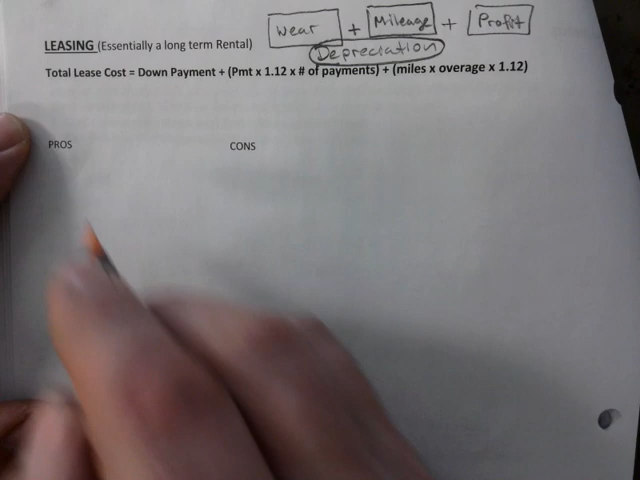 Wear + Mileage + Profit
LEASING (Essentially a long term Rental)
Depreciation
Total Lease Cost = Down Payment + (Pmt x 1.12 x # of payments) + (miles x overage x 1.12)
PROS CONS